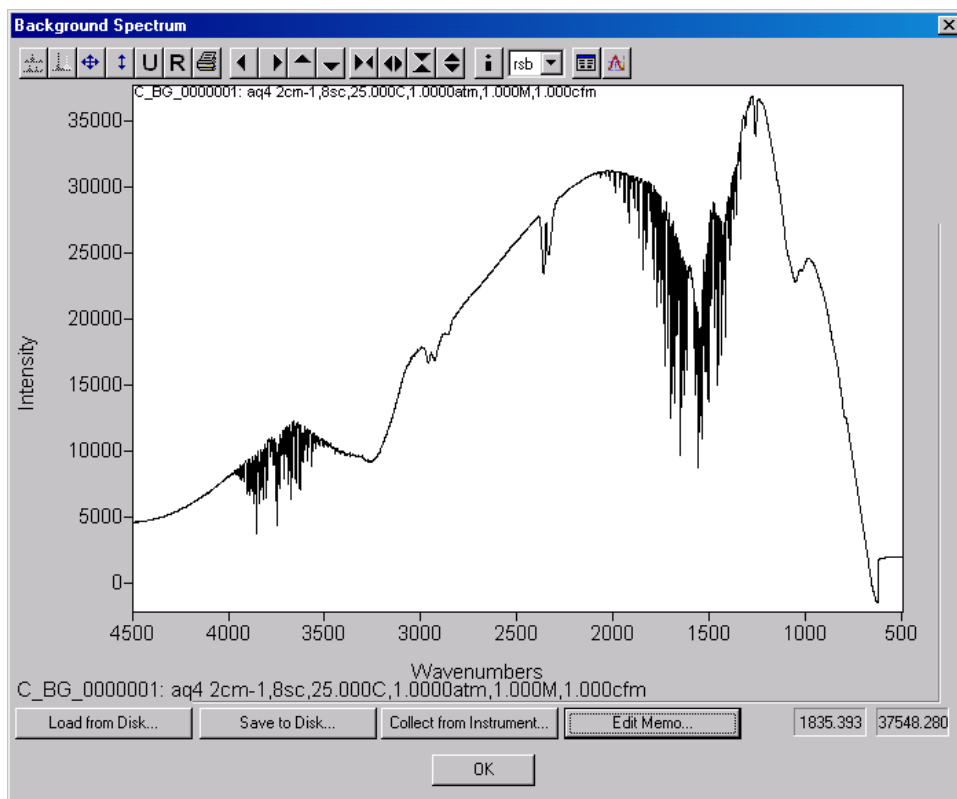 Background Spectrum
U R i rsb
C_BG_0000001: aq4 2cm-1,8sc,25.000C,1.0000atm,1.000M,1.000cfm
35000
30000
25000
20000
15000
10000
5000
0
Intensity
4500 4000 3500 3000 2500 2000 1500 1000 500
Wavenumbers
C_BG_0000001: aq4 2cm-1,8sc,25.000C,1.0000atm,1.000M,1.000cfm
Load from Disk... Save to Disk... Collect from Instrument... Edit Memo... 1835.393 37548.280
OK